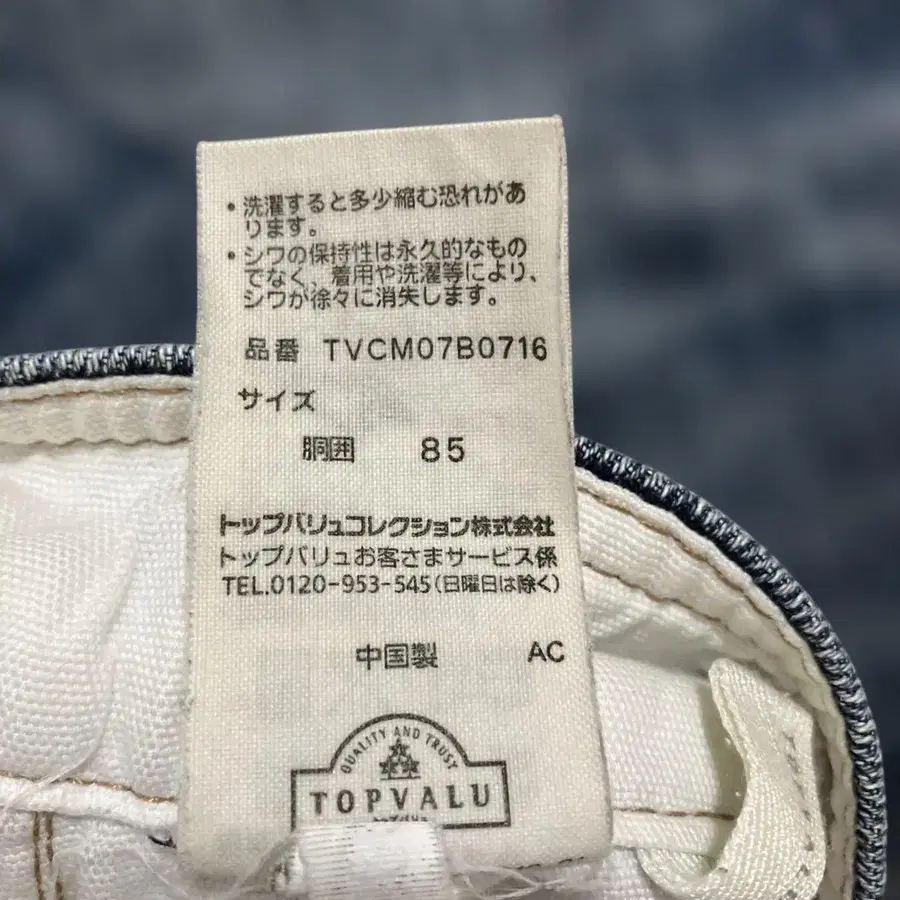 ・洗濯すると多少縮む恐れがあ
ります。
・シワの保持性は永久的なもの
でなく、着用や洗濯等により、
シワが徐々に消失します。
品番 TVCM07B0716
サイズ
胴囲 85
トップバリュコレクション株式会社
トップバリュお客さまサービス係
TEL.0120-953-545(日曜日は除く)
中国製 AC
QUALITY AND TRUST
TOPVALU